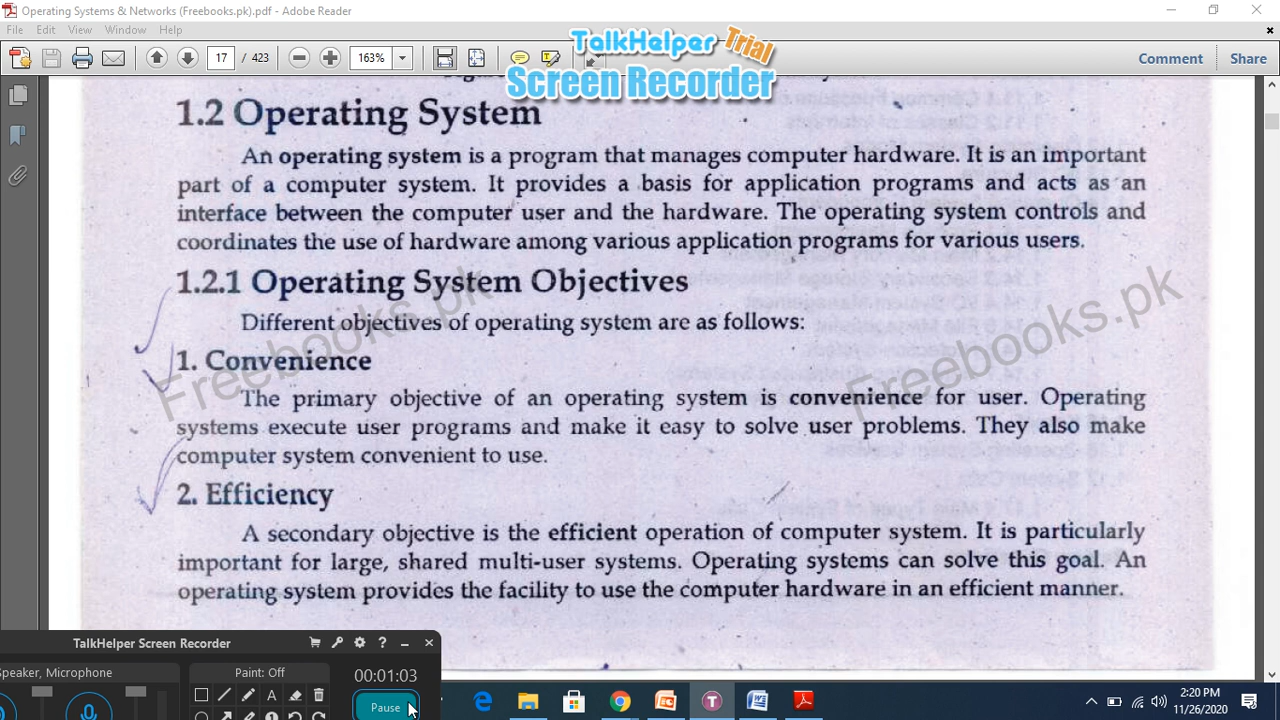 Operating Systems & Networks (Freebooks.pk).pdf - Adobe Reader
File Edit View Window Help
TalkHelper Trial
Screen Recorder
17 / 423
163%
Comment Share
1.2 Operating System
An operating system is a program that manages computer hardware. It is an important
part of a computer system. It provides a basis for application programs and acts as an
interface between the computer user and the hardware. The operating system controls and
coordinates the use of hardware among various application programs for various users.
1.2.1 Operating System Objectives
Different objectives of operating system are as follows:
1. Convenience
The primary objective of an operating system is convenience for user. Operating
systems execute user programs and make it easy to solve user problems. They also make
computer system convenient to use.
2. Efficiency
A secondary objective is the efficient operation of computer system. It is particularly
important for large, shared multi-user systems. Operating systems can solve this goal. An
operating system provides the facility to use the computer hardware in an efficient manner.
Freebooks.pk
Freebooks.pk
TalkHelper Screen Recorder
Speaker, Microphone
Paint: Off
00:01:03
Pause
2:20 PM
11/26/2020